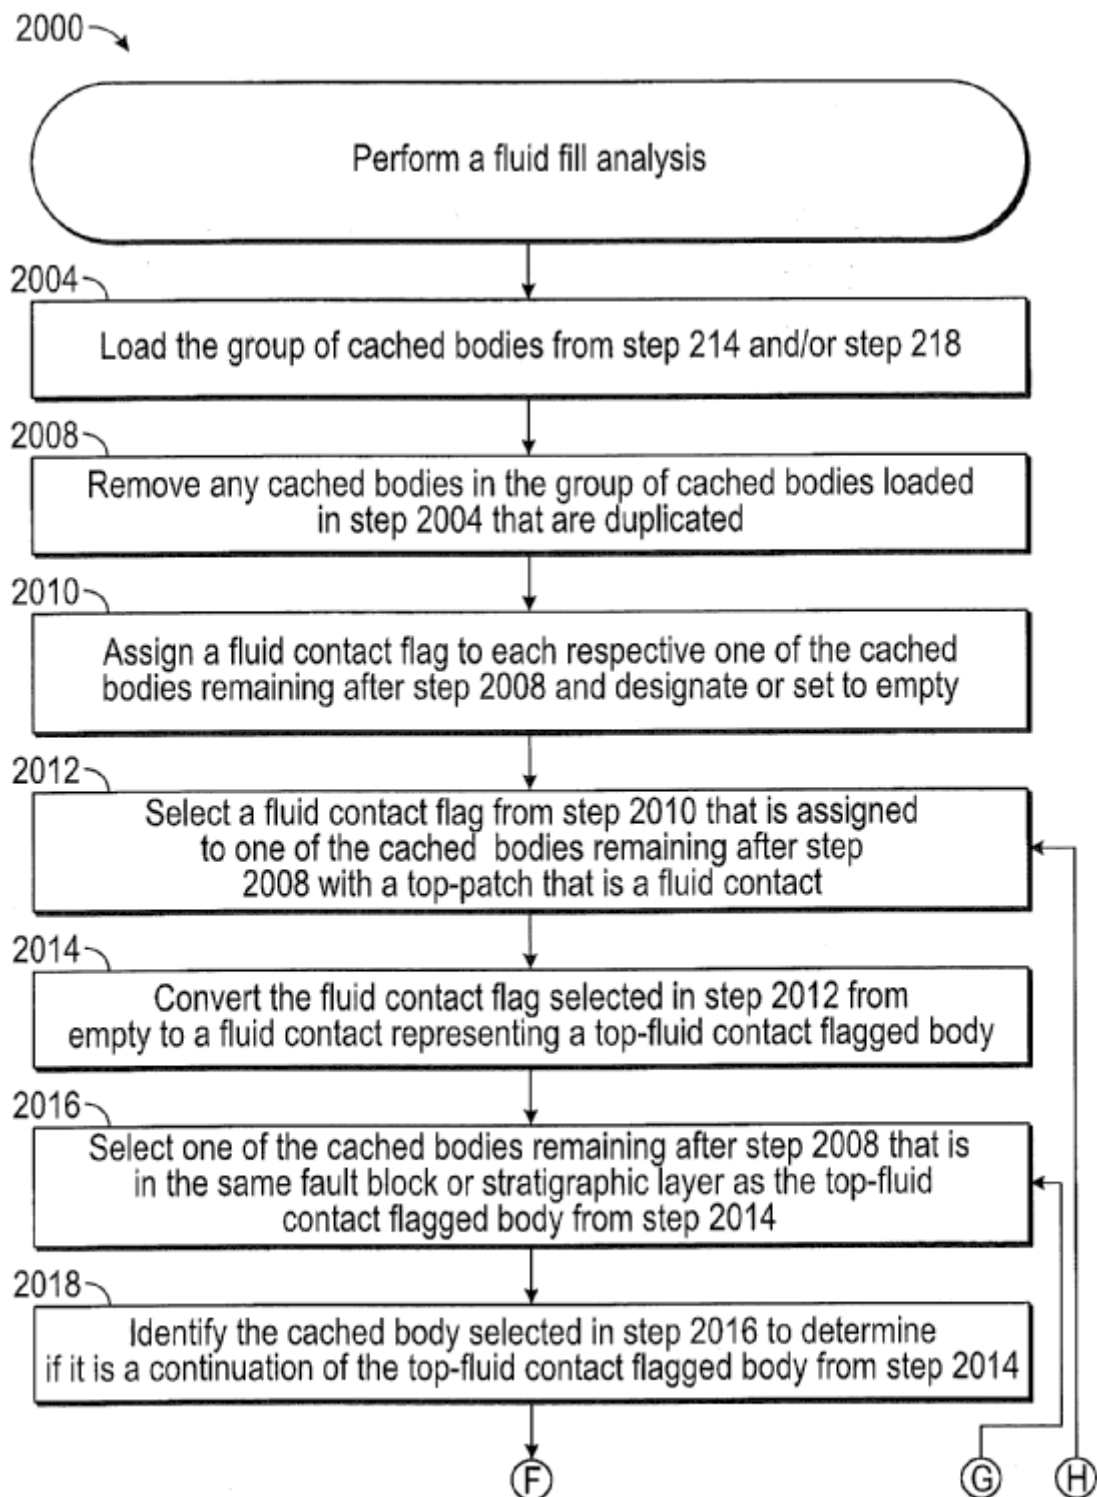 2000
Perform a fluid fill analysis
2004
Load the group of cached bodies from step 214 and/or step 218
2008
Remove any cached bodies in the group of cached bodies loaded
in step 2004 that are duplicated
2010
Assign a fluid contact flag to each respective one of the cached
bodies remaining after step 2008 and designate or set to empty
2012
Select a fluid contact flag from step 2010 that is assigned
to one of the cached bodies remaining after step
2008 with a top-patch that is a fluid contact
2014
Convert the fluid contact flag selected in step 2012 from
empty to a fluid contact representing a top-fluid contact flagged body
2016
Select one of the cached bodies remaining after step 2008 that is
in the same fault block or stratigraphic layer as the top-fluid
contact flagged body from step 2014
2018
Identify the cached body selected in step 2016 to determine
if it is a continuation of the top-fluid contact flagged body from step 2014
F
G
H